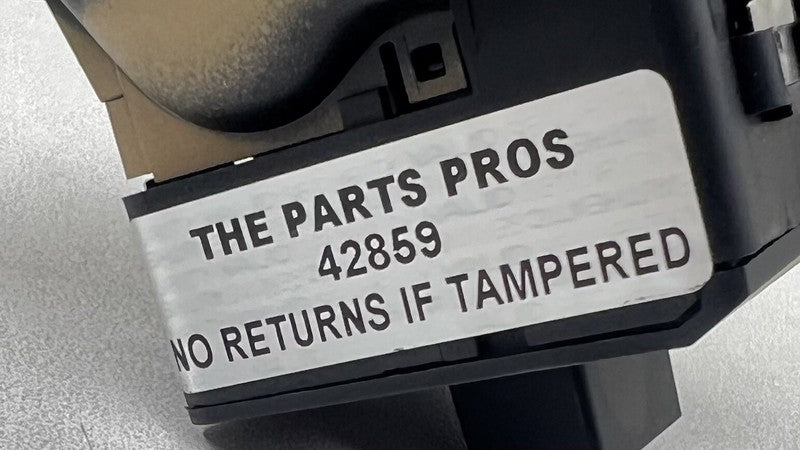 THE PARTS PROS
42859
NO RETURNS IF TAMPERED